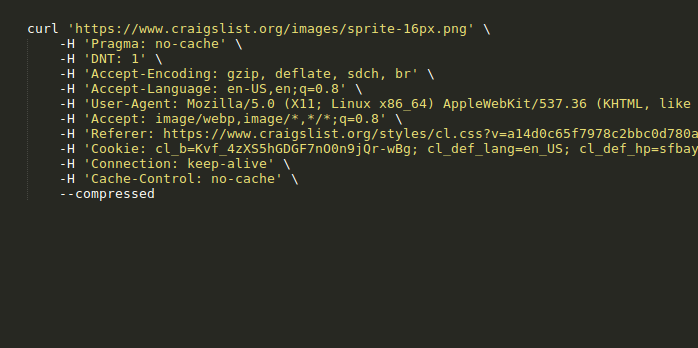 curl 'https://www.craigslist.org/images/sprite-16px.png' \
-H 'Pragma: no-cache' \
-H 'DNT: 1' \
-H 'Accept-Encoding: gzip, deflate, sdch, br' \
-H 'Accept-Language: en-US,en;q=0.8' \
-H 'User-Agent: Mozilla/5.0 (X11; Linux x86_64) AppleWebKit/537.36 (KHTML, like
-H 'Accept: image/webp,image/*,*/*;q=0.8' \
-H 'Referer: https://www.craigslist.org/styles/cl.css?v=a14d0c65f7978c2bbc0d780a
-H 'Cookie: cl_b=Kvf_4zXS5hGDGF7nO0n9jQr-wBg; cl_def_lang=en_US; cl_def_hp=sfbay
-H 'Connection: keep-alive' \
-H 'Cache-Control: no-cache' \
--compressed